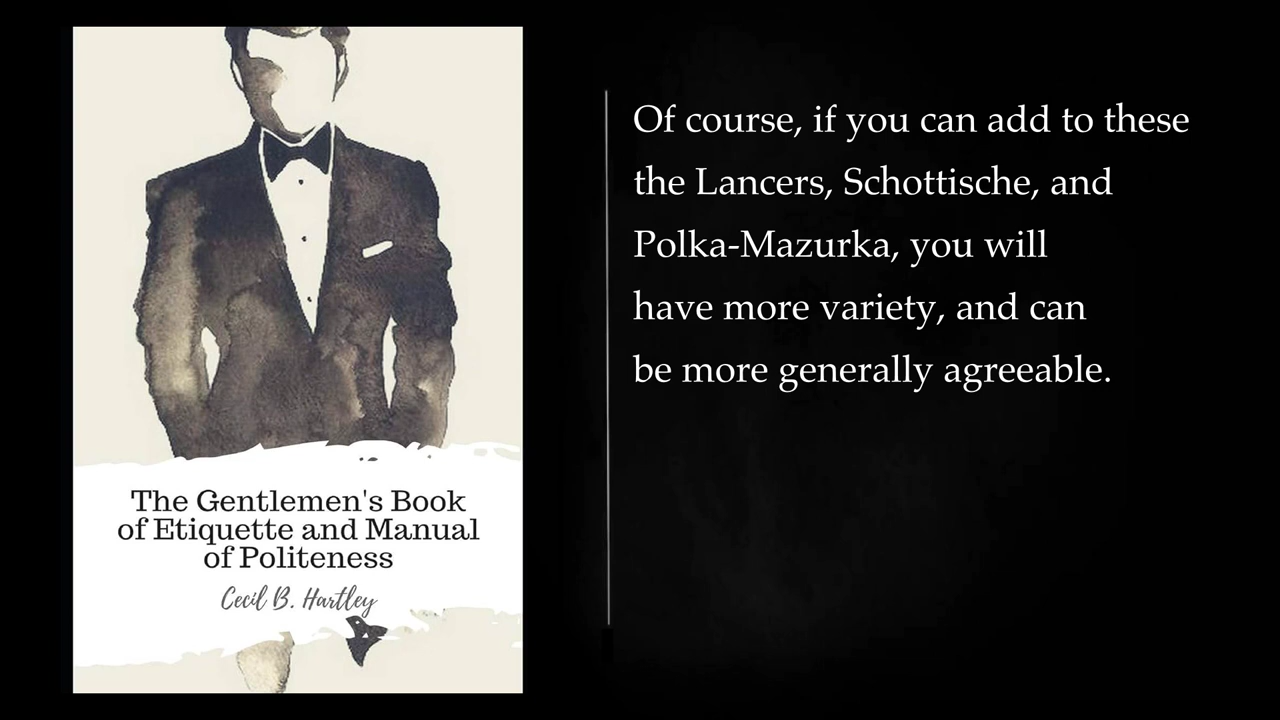 The Gentlemen's Book
of Etiquette and Manual
of Politeness
Cecil B. Hartley
Of course, if you can add to these
the Lancers, Schottische, and
Polka-Mazurka, you will
have more variety, and can
be more generally agreeable.